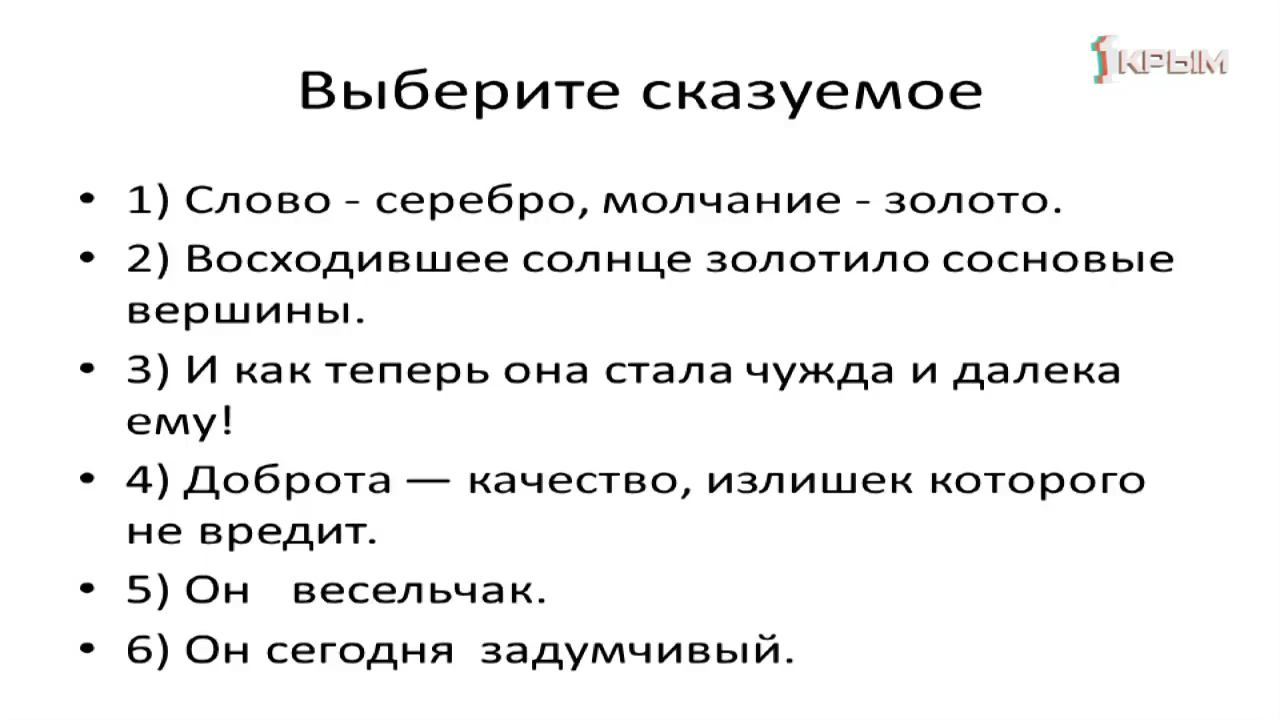 1КРЫМ
Выберите сказуемое
• 1) Слово - серебро, молчание - золото.
• 2) Восходившее солнце золотило сосновые
вершины.
• 3) И как теперь она стала чужда и далека
ему!
• 4) Доброта — качество, излишек которого
не вредит.
• 5) Он весельчак.
• 6) Он сегодня задумчивый.